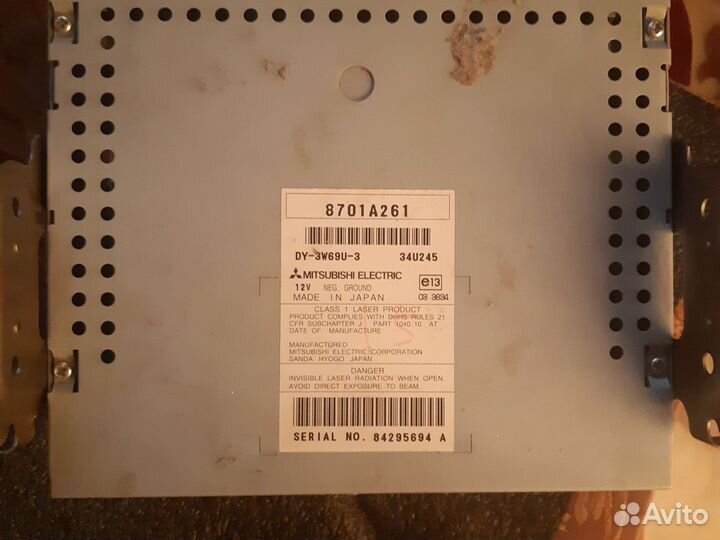 8701A261
DY-3W69U-3 34U245
MITSUBISHI ELECTRIC e13
12V NEG. GROUND
MADE IN JAPAN 03 3834
CLASS 1 LASER PRODUCT
PRODUCT COMPLIES WITH DHHS RULES 21
CFR SUBCHAPTER J PART 1040.10 AT
DATE OF MANUFACTURE
MANUFACTURED
MITSUBISHI ELECTRIC CORPORATION
SANDA HYOGO JAPAN
DANGER
INVISIBLE LASER RADIATION WHEN OPEN.
AVOID DIRECT EXPOSURE TO BEAM.
SERIAL NO. 84295694 A
Avito